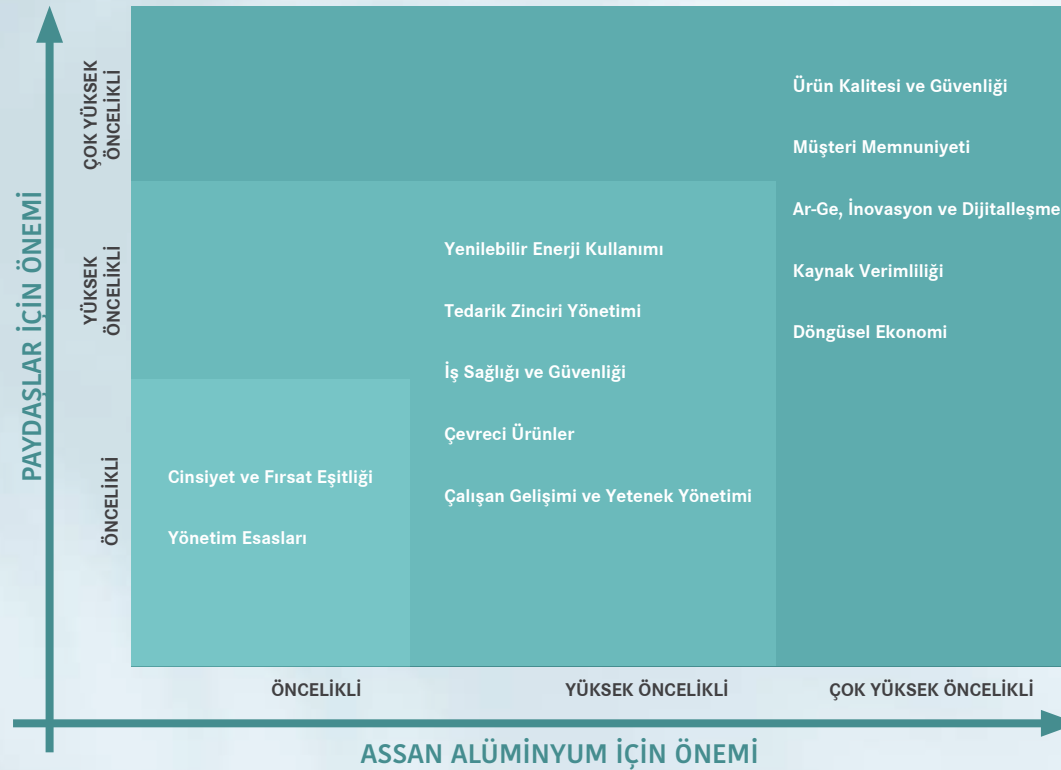 PAYDAŞLAR İÇİN ÖNEMİ
ÇOK YÜKSEK
ÖNCELİKLİ
YÜKSEK
ÖNCELİKLİ
ÖNCELİKLİ
Ürün Kalitesi ve Güvenliği
Müşteri Memnuniyeti
Ar-Ge, İnovasyon ve Dijitalleşme
Kaynak Verimliliği
Döngüsel Ekonomi
Yenilebilir Enerji Kullanımı
Tedarik Zinciri Yönetimi
İş Sağlığı ve Güvenliği
Çevreci Ürünler
Çalışan Gelişimi ve Yetenek Yönetimi
Cinsiyet ve Fırsat Eşitliği
Yönetim Esasları
ÖNCELİKLİ
YÜKSEK ÖNCELİKLİ
ÇOK YÜKSEK ÖNCELİKLİ
ASSAN ALÜMİNYUM İÇİN ÖNEMİ